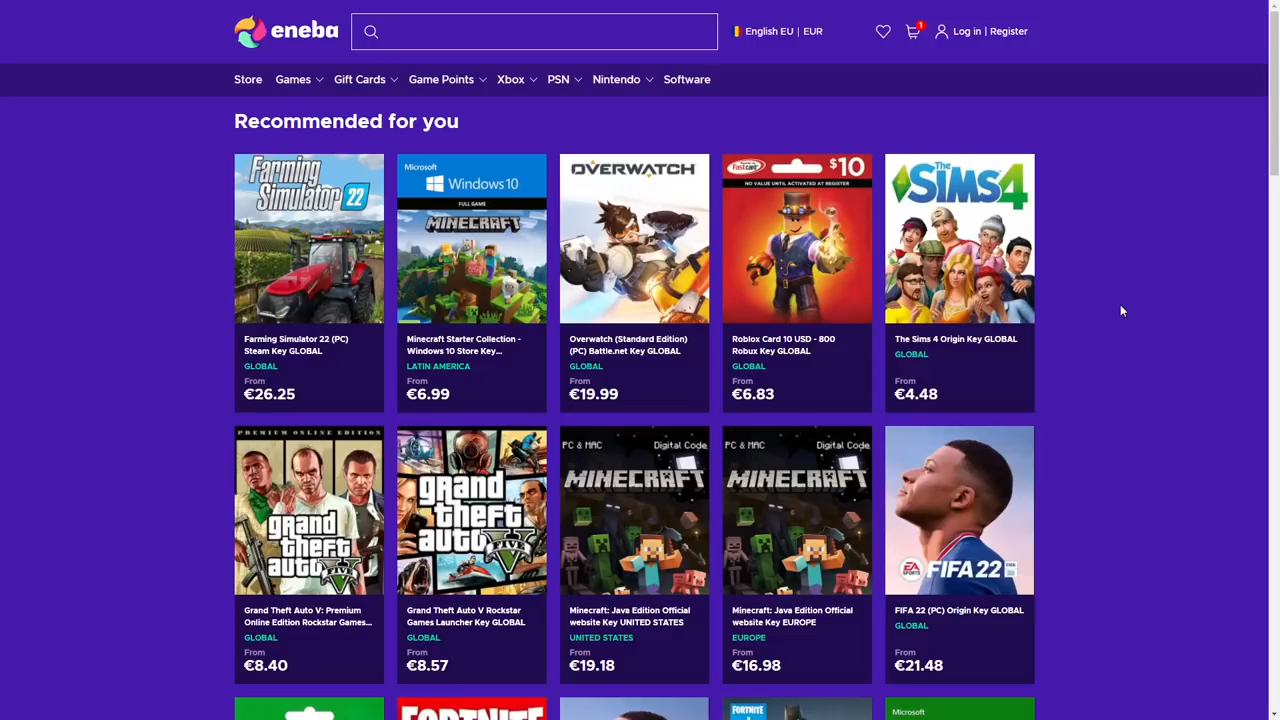 eneba
English EU | EUR
1
Log in | Register
Store
Games
Gift Cards
Game Points
Xbox
PSN
Nintendo
Software
Recommended for you
Farming
Simulator 22
Farming Simulator 22 (PC)
Steam Key GLOBAL
GLOBAL
From
€26.25
Microsoft
Windows 10
FULL GAME
MINECRAFT
Minecraft Starter Collection -
Windows 10 Store Key...
LATIN AMERICA
From
€6.99
OVERWATCH
Overwatch (Standard Edition)
(PC) Battle.net Key GLOBAL
GLOBAL
From
€19.99
Fastcard
$10
NO VALUE UNTIL ACTIVATED AT REGISTER
Roblox Card 10 USD - 800
Robux Key GLOBAL
GLOBAL
From
€6.83
The
SIMS 4
The Sims 4 Origin Key GLOBAL
GLOBAL
From
€4.48
PREMIUM ONLINE EDITION
grand
theft
auto
V
FIVE
Grand Theft Auto V: Premium
Online Edition Rockstar Games...
GLOBAL
From
€8.40
grand
theft
auto
V
FIVE
Grand Theft Auto V Rockstar
Games Launcher Key GLOBAL
GLOBAL
From
€8.57
PC & MAC
Digital Code
MINECRAFT
Minecraft: Java Edition Official
website Key UNITED STATES
UNITED STATES
From
€19.18
PC & MAC
Digital Code
MINECRAFT
Minecraft: Java Edition Official
website Key EUROPE
EUROPE
From
€16.98
EA
SPORTS
FIFA 22
FIFA 22 (PC) Origin Key GLOBAL
GLOBAL
From
€21.48
FORTNITE
FORTNITE
Microsoft